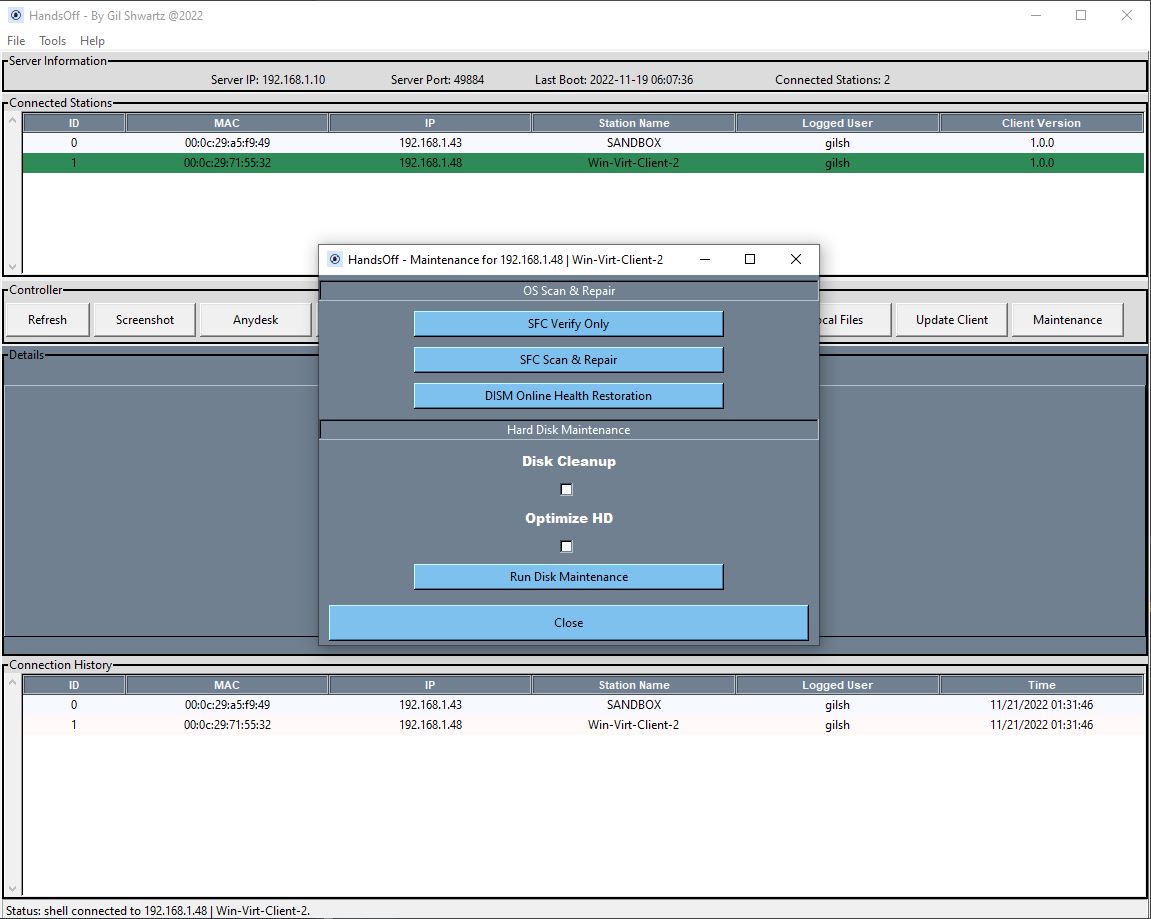 HandsOff - By Gil Shwartz @2022
File Tools Help
Server Information
Server IP: 192.168.1.10 Server Port: 49884 Last Boot: 2022-11-19 06:07:36 Connected Stations: 2
Connected Stations
ID MAC IP Station Name Logged User Client Version
0 00:0c:29:a5:f9:49 192.168.1.43 SANDBOX gilsh 1.0.0
1 00:0c:29:71:55:32 192.168.1.48 Win-Virt-Client-2 gilsh 1.0.0
HandsOff - Maintenance for 192.168.1.48 | Win-Virt-Client-2
OS Scan & Repair
SFC Verify Only
SFC Scan & Repair
DISM Online Health Restoration
Hard Disk Maintenance
Disk Cleanup
Optimize HD
Run Disk Maintenance
Close
Controller
Refresh Screenshot Anydesk Files Update Client Maintenance
Details
Connection History
ID MAC IP Station Name Logged User Time
0 00:0c:29:a5:f9:49 192.168.1.43 SANDBOX gilsh 11/21/2022 01:31:46
1 00:0c:29:71:55:32 192.168.1.48 Win-Virt-Client-2 gilsh 11/21/2022 01:31:46
Status: shell connected to 192.168.1.48 | Win-Virt-Client-2.